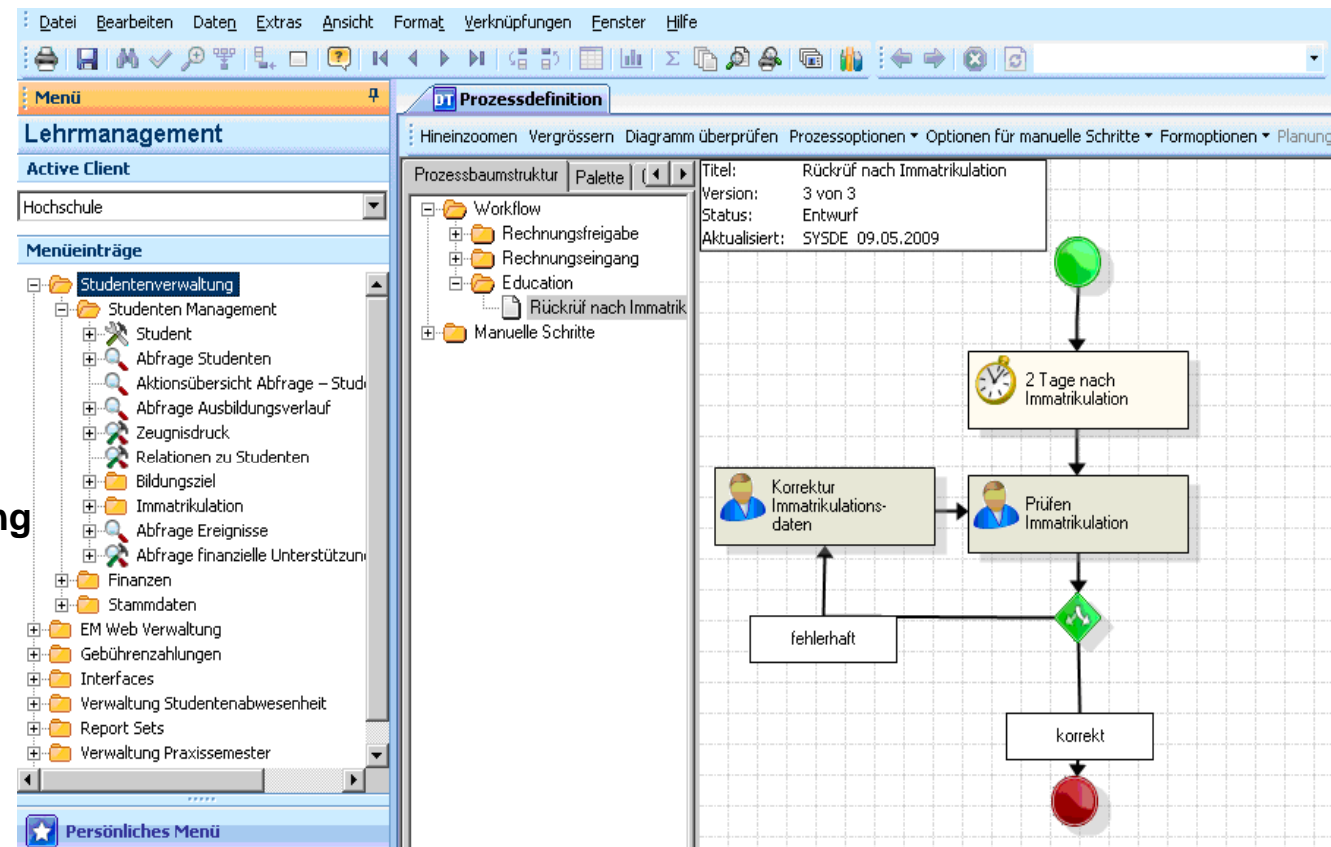 Datei Bearbeiten Daten Extras Ansicht Format Verknüpfungen Fenster Hilfe
Menü
Lehrmanagement
Active Client
Hochschule
Menüeinträge
Studentenverwaltung
Studenten Management
Student
Abfrage Studenten
Aktionsübersicht Abfrage – Stud
Abfrage Ausbildungsverlauf
Zeugnisdruck
Relationen zu Studenten
Bildungsziel
Immatrikulation
Abfrage Ereignisse
Abfrage finanzielle Unterstützun
Finanzen
Stammdaten
EM Web Verwaltung
Gebührenzahlungen
Interfaces
Verwaltung Studentenabwesenheit
Report Sets
Verwaltung Praxissemester
Persönliches Menü
ng
DT Prozessdefinition
Hineinzoomen Vergrössern Diagramm überprüfen Prozessoptionen Optionen für manuelle Schritte Formoptionen Planung
Prozessbaumstruktur Palette
Workflow
Rechnungsfreigabe
Rechnungseingang
Education
Rückrüf nach Immatrik
Manuelle Schritte
Titel: Rückrüf nach Immatrikulation
Version: 3 von 3
Status: Entwurf
Aktualisiert: SYSDE 09.05.2009
2 Tage nach
Immatrikulation
Korrektur
Immatrikulations-
daten
Prüfen
Immatrikulation
fehlerhaft
korrekt